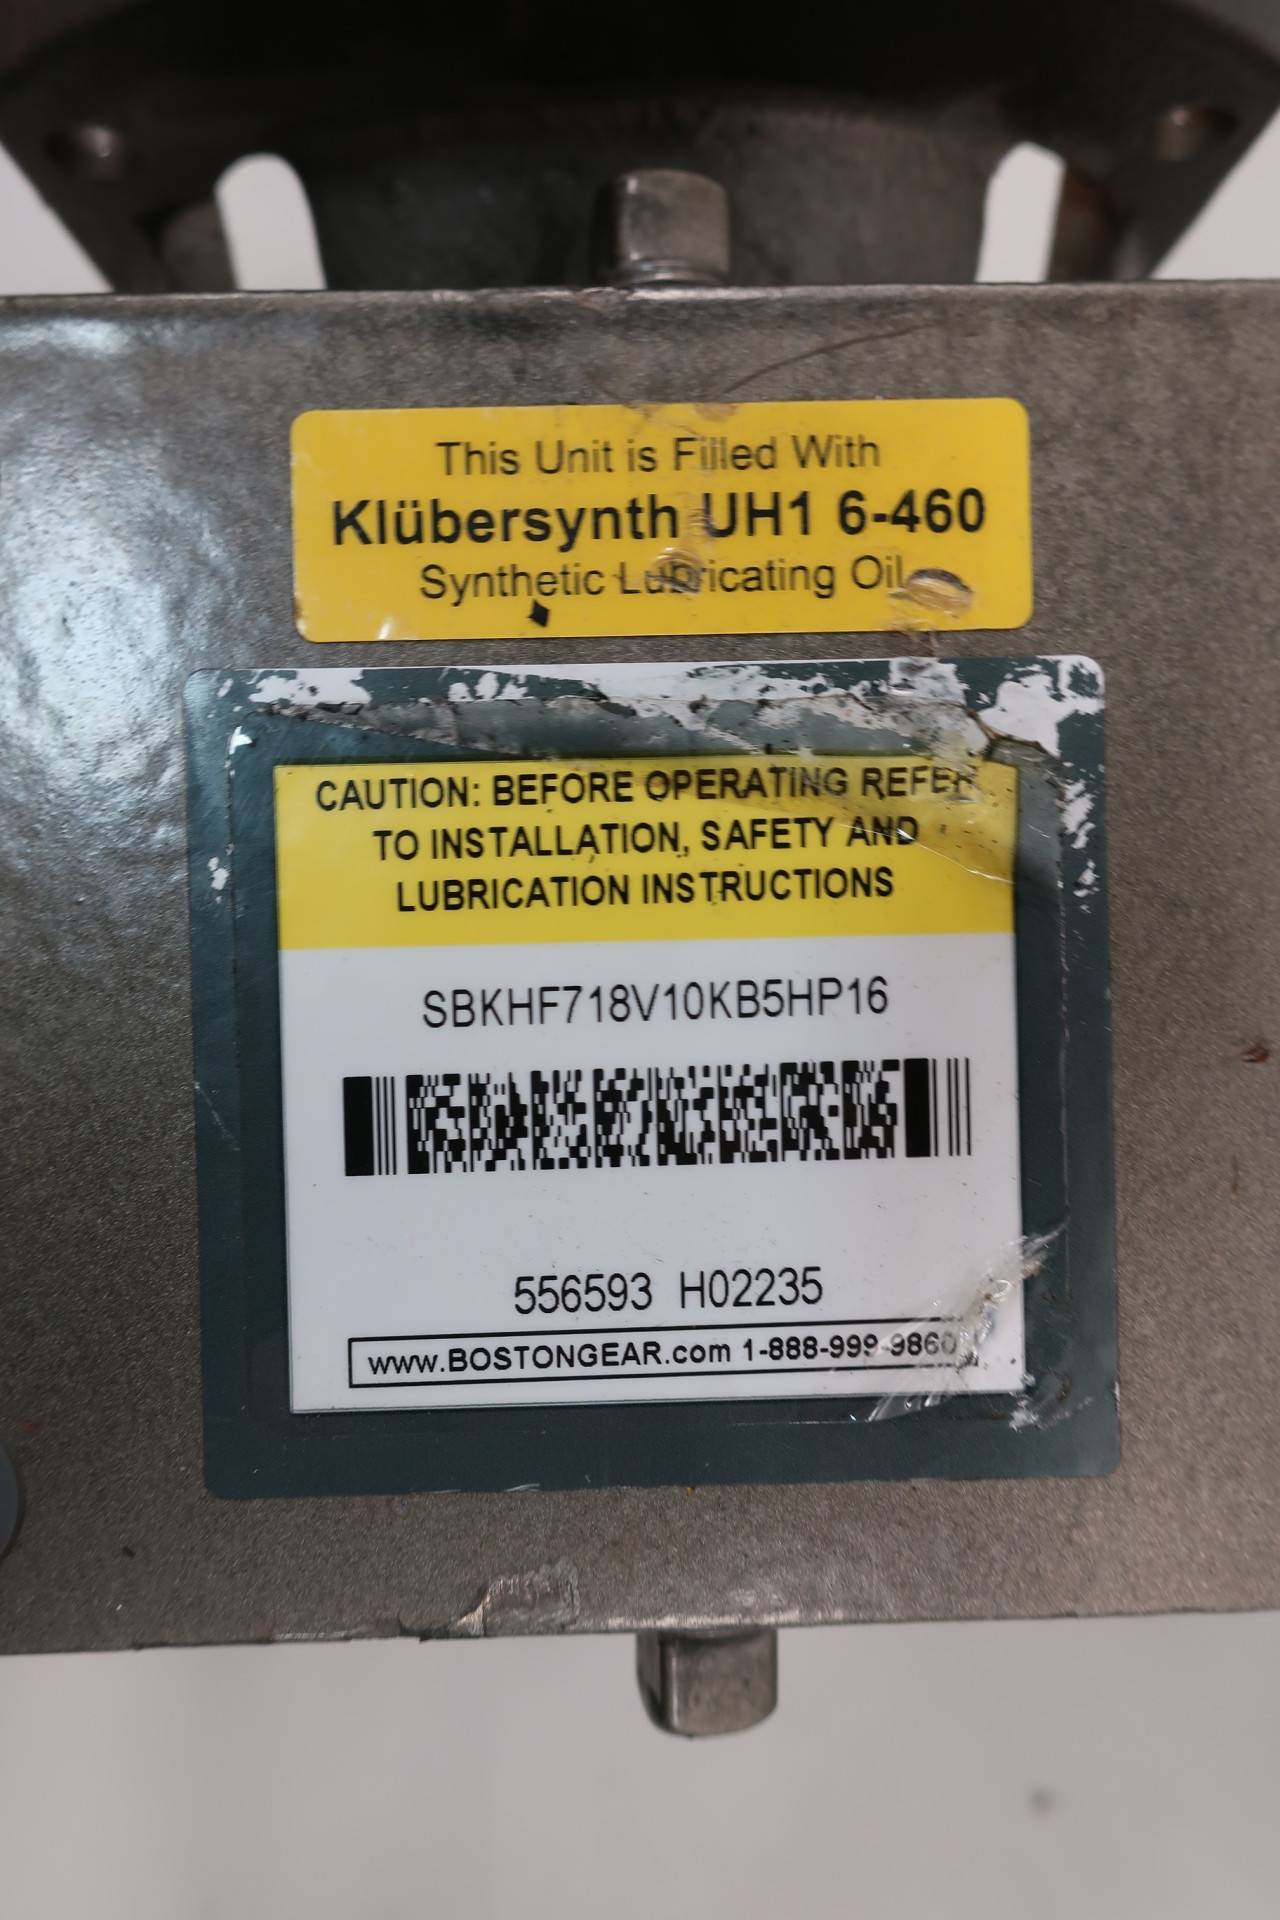 This Unit is Filled With
Klübersynth UH1 6-460
Synthetic Lubricating Oil
CAUTION: BEFORE OPERATING REFER
TO INSTALLATION, SAFETY AND
LUBRICATION INSTRUCTIONS
SBKHF718V10KB5HP16
556593 H02235
www.BOSTONGEAR.com 1-888-999-9860